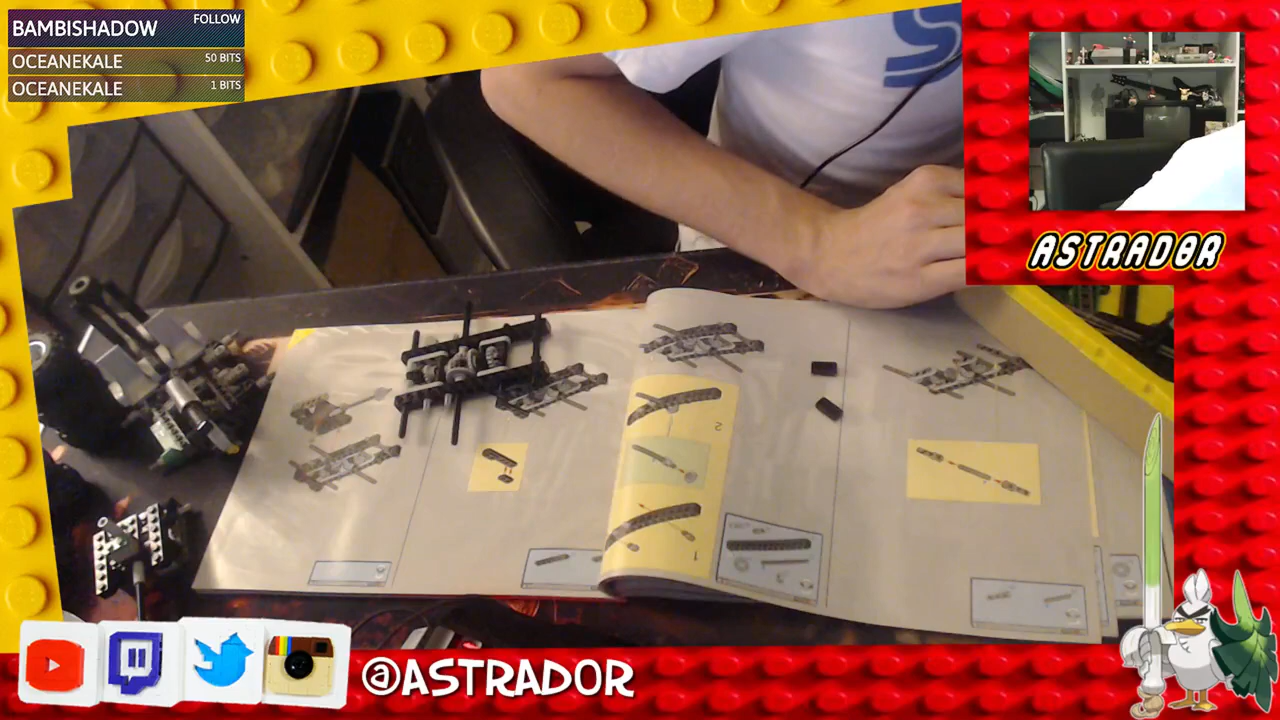 BAMBISHADOW FOLLOW
OCEANEKALE 50 BITS
OCEANEKALE 1 BITS
S
ASTRADOR
2
1
@ASTRADOR